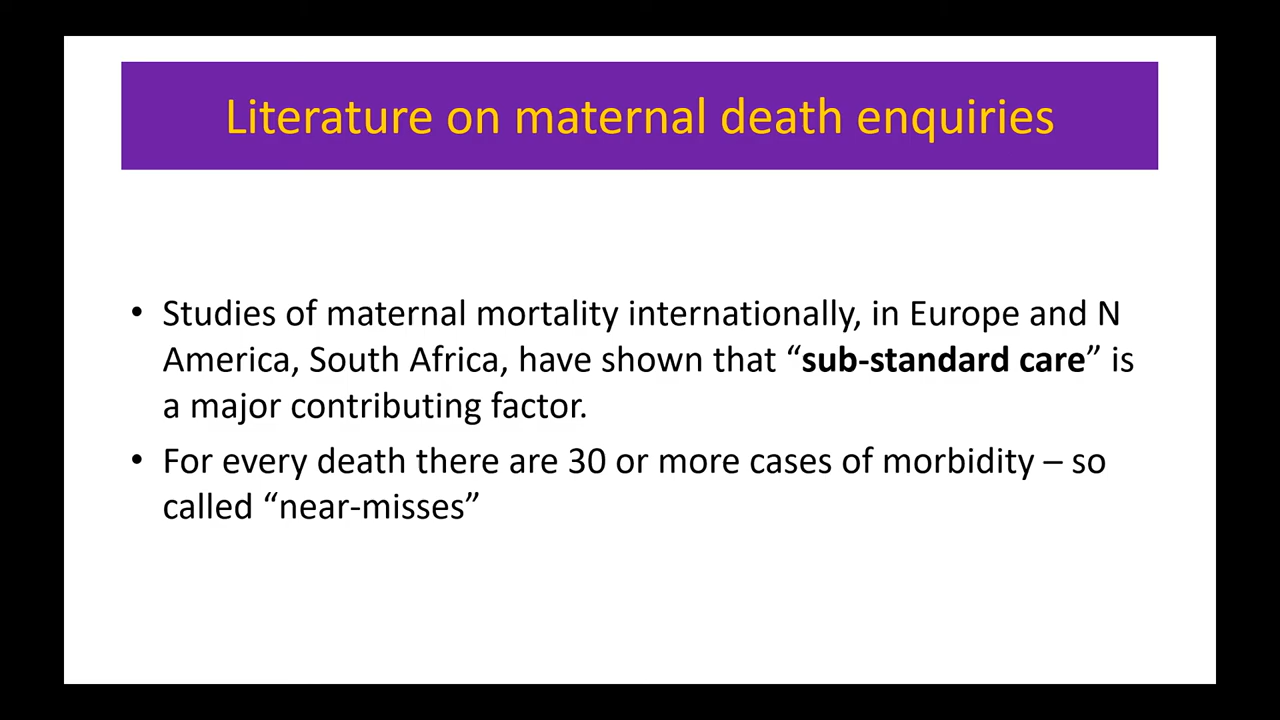 Literature on maternal death enquiries
• Studies of maternal mortality internationally, in Europe and N
America, South Africa, have shown that “sub-standard care” is
a major contributing factor.
• For every death there are 30 or more cases of morbidity – so
called “near-misses”